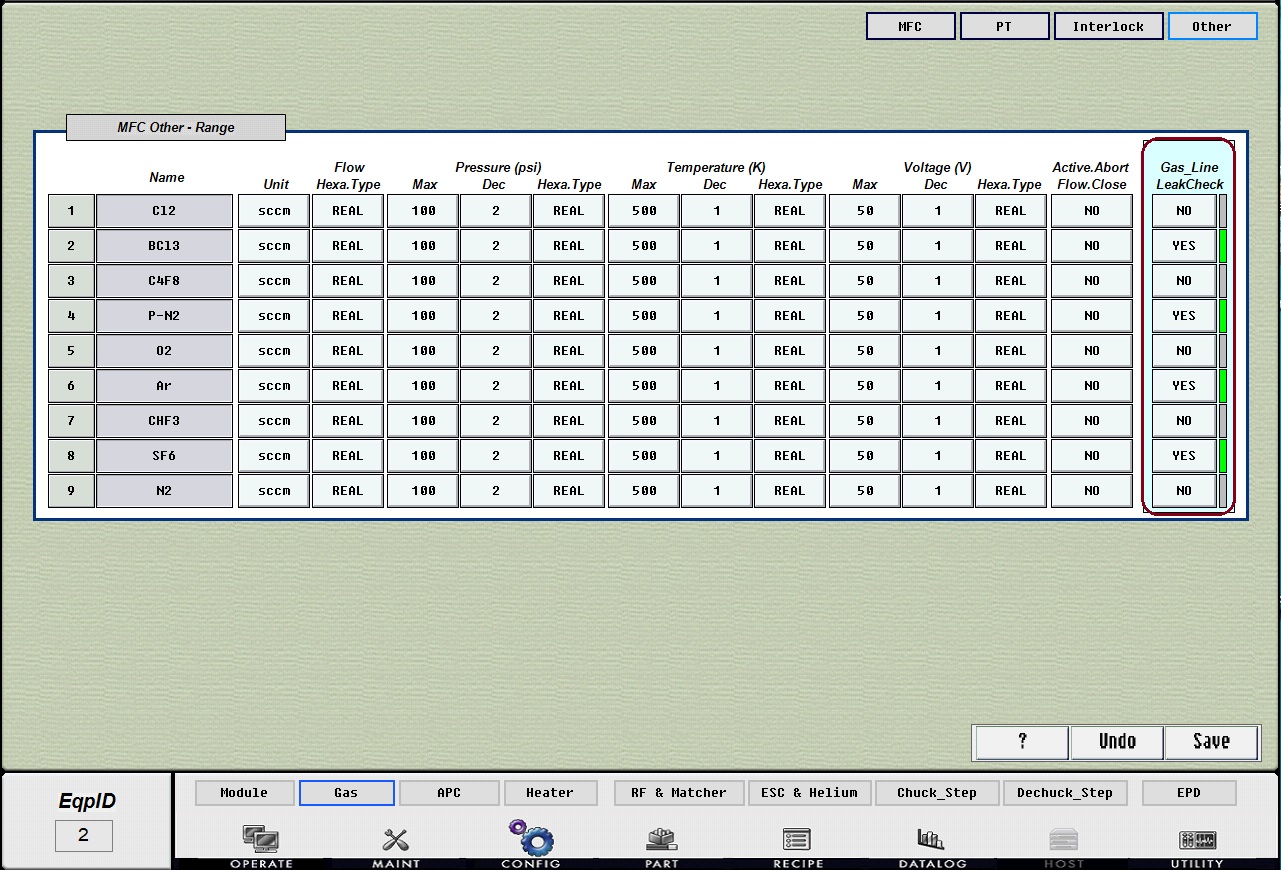 MFC PT Interlock Other
MFC Other - Range
Flow Pressure (psi) Temperature (K) Voltage (V) Active.Abort Gas_Line
Name Unit Hexa.Type Max Dec Hexa.Type Max Dec Hexa.Type Max Dec Hexa.Type Flow.Close LeakCheck
1 Cl2 sccm REAL 100 2 REAL 500 1 REAL 50 1 REAL NO NO
2 BCl3 sccm REAL 100 2 REAL 500 1 REAL 50 1 REAL NO YES
3 C4F8 sccm REAL 100 2 REAL 500 1 REAL 50 1 REAL NO NO
4 P-N2 sccm REAL 100 2 REAL 500 1 REAL 50 1 REAL NO YES
5 O2 sccm REAL 100 2 REAL 500 1 REAL 50 1 REAL NO NO
6 Ar sccm REAL 100 2 REAL 500 1 REAL 50 1 REAL NO YES
7 CHF3 sccm REAL 100 2 REAL 500 1 REAL 50 1 REAL NO NO
8 SF6 sccm REAL 100 2 REAL 500 1 REAL 50 1 REAL NO YES
9 N2 sccm REAL 100 2 REAL 500 1 REAL 50 1 REAL NO NO
? Undo Save
EqpID
2
Module Gas APC Heater RF & Matcher ESC & Helium Chuck_Step Dechuck_Step EPD
OPERATE MAINT CONFIG PART RECIPE DATALOG HOST UTILITY